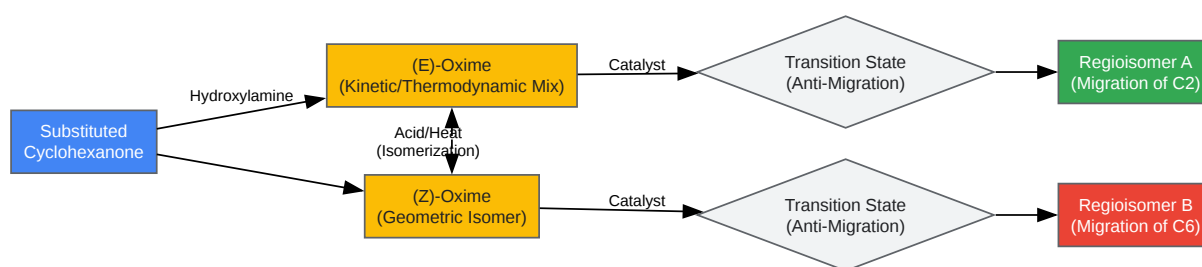 Substituted
Cyclohexanone
Hydroxylamine
(E)-Oxime
(Kinetic/Thermodynamic Mix)
Acid/Heat
(Isomerization)
(Z)-Oxime
(Geometric Isomer)
Catalyst
Transition State
(Anti-Migration)
Regioisomer A
(Migration of C2)
Catalyst
Transition State
(Anti-Migration)
Regioisomer B
(Migration of C6)